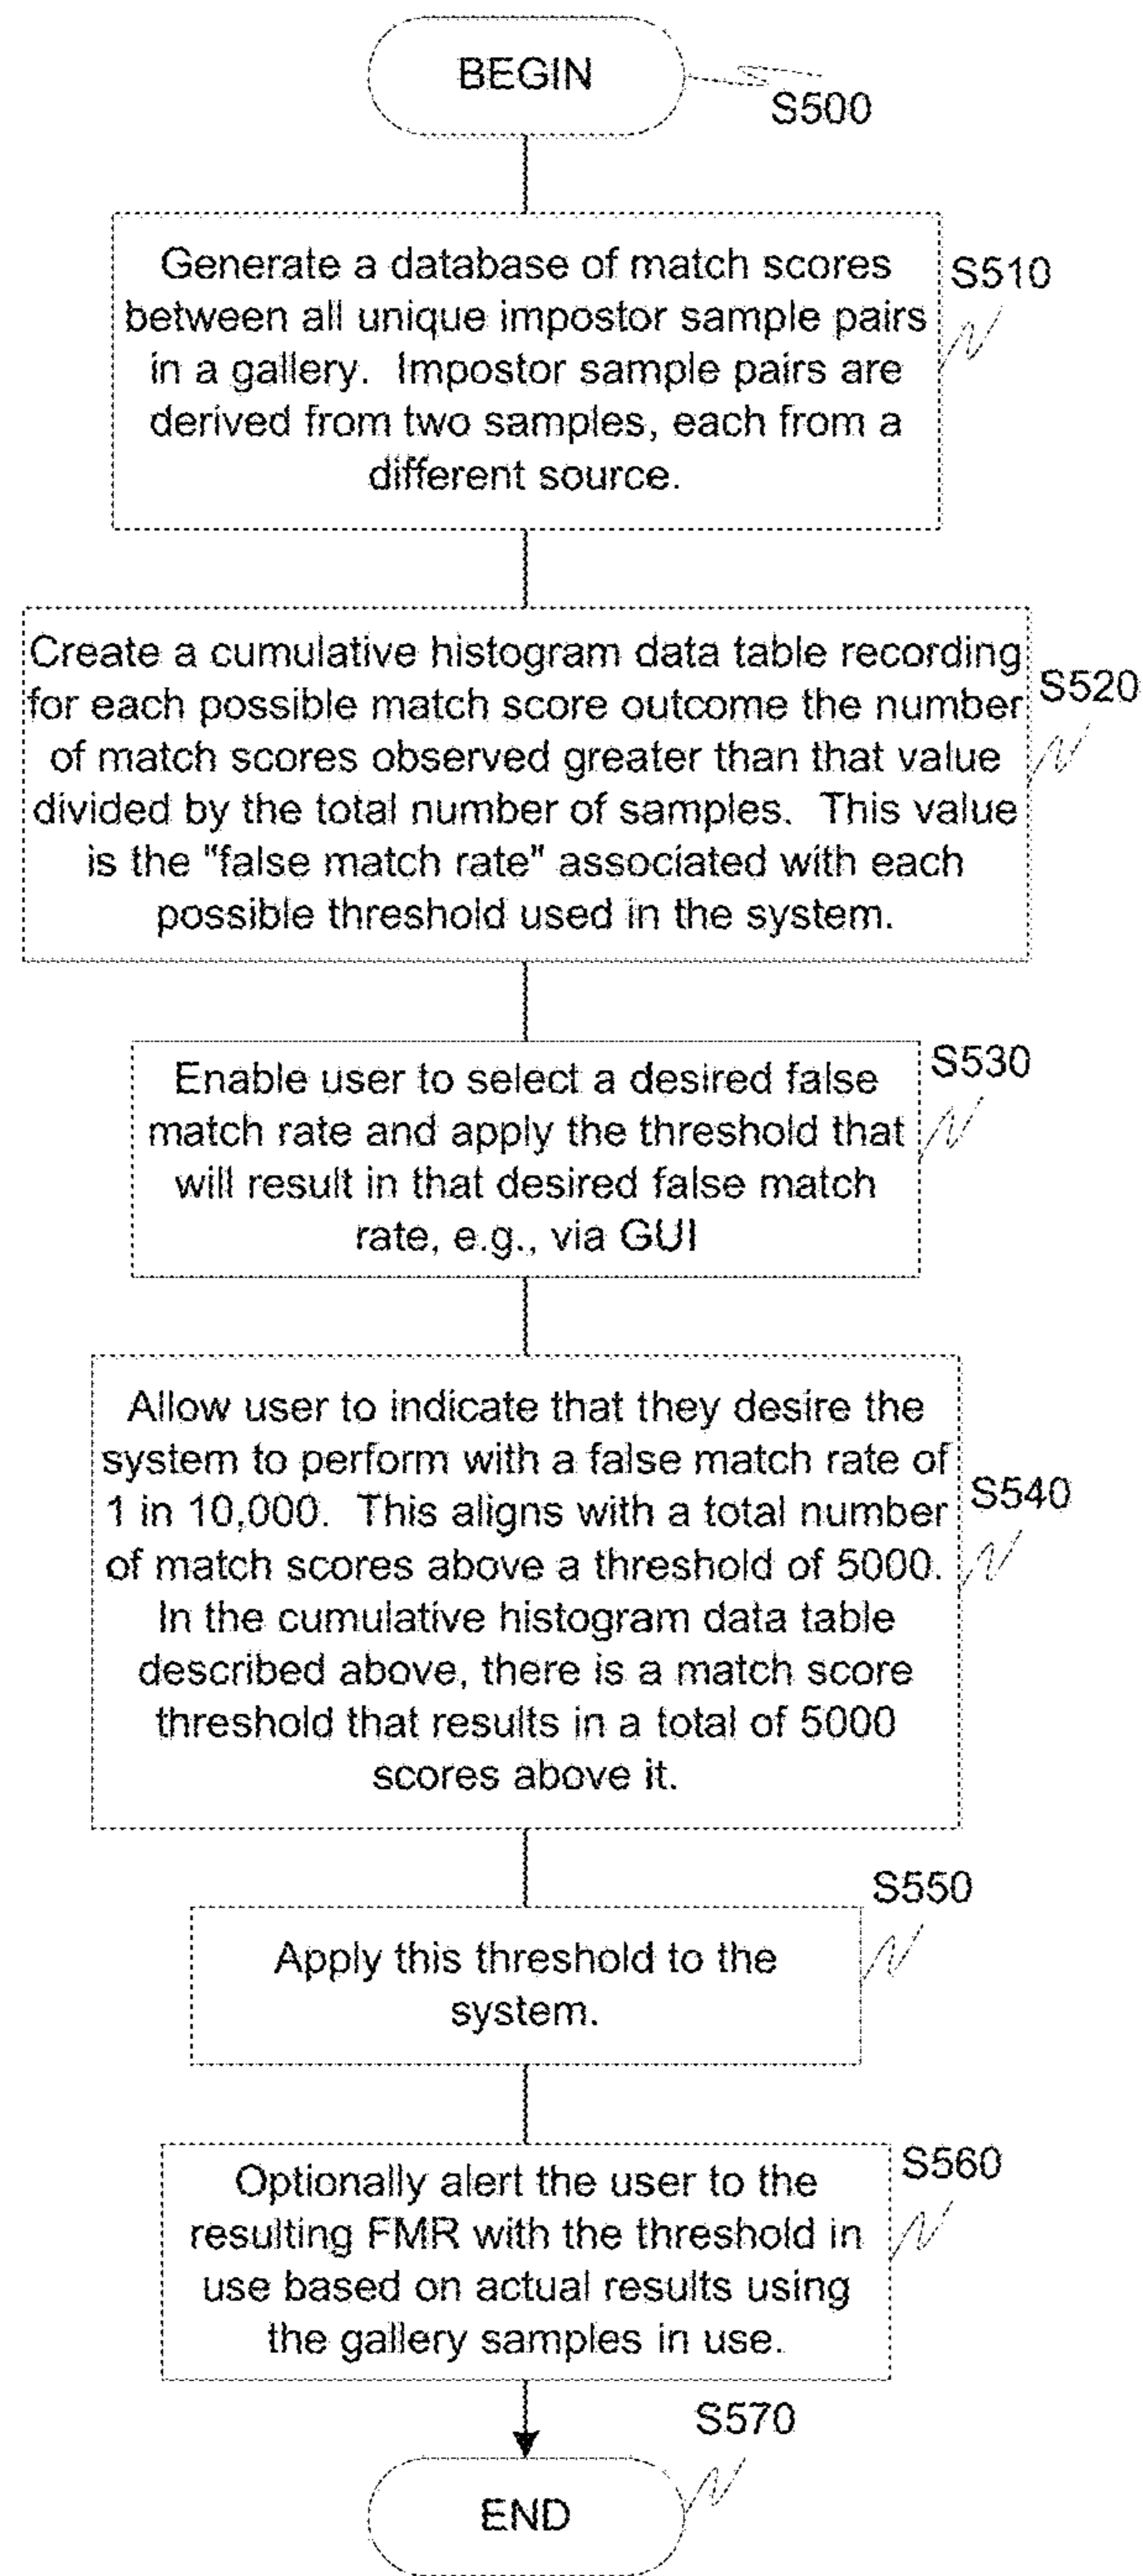 BEGIN
S500
Generate a database of match scores
between all unique impostor sample pairs
in a gallery. Impostor sample pairs are
derived from two samples, each from a
different source.
S510
Create a cumulative histogram data table recording
for each possible match score outcome the number
of match scores observed greater than that value
divided by the total number of samples. This value
is the "false match rate" associated with each
possible threshold used in the system.
S520
Enable user to select a desired false
match rate and apply the threshold that
will result in that desired false match
rate, e.g., via GUI
S530
Allow user to indicate that they desire the
system to perform with a false match rate of
1 in 10,000. This aligns with a total number
of match scores above a threshold of 5000.
In the cumulative histogram data table
described above, there is a match score
threshold that results in a total of 5000
scores above it.
S540
S550
Apply this threshold to the
system.
S560
Optionally alert the user to the
resulting FMR with the threshold in
use based on actual results using
the gallery samples in use.
S570
END